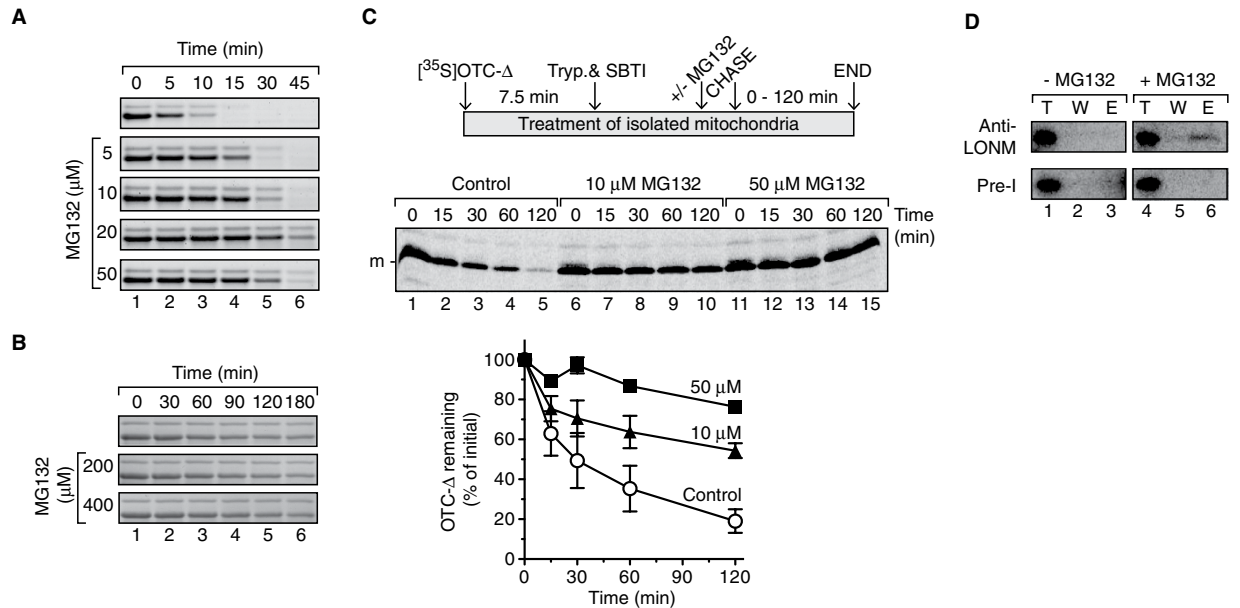 A
Time (min)
0 5 10 15 30 45
MG132 (μM)
5
10
20
50
1 2 3 4 5 6
B
Time (min)
0 30 60 90 120 180
MG132 (μM)
200
400
1 2 3 4 5 6
C
[³⁵S]OTC-Δ
Tryp.& SBTI
+/- MG132
CHASE
END
7.5 min
0 - 120 min
Treatment of isolated mitochondria
Control 10 μM MG132 50 μM MG132
0 15 30 60 120 0 15 30 60 120 0 15 30 60 120 Time (min)
m
1 2 3 4 5 6 7 8 9 10 11 12 13 14 15
OTC-Δ remaining
(% of initial)
100
80
60
40
20
0
50 μM
10 μM
Control
0 30 60 90 120
Time (min)
D
- MG132 + MG132
T W E T W E
Anti-
LONM
Pre-I
1 2 3 4 5 6